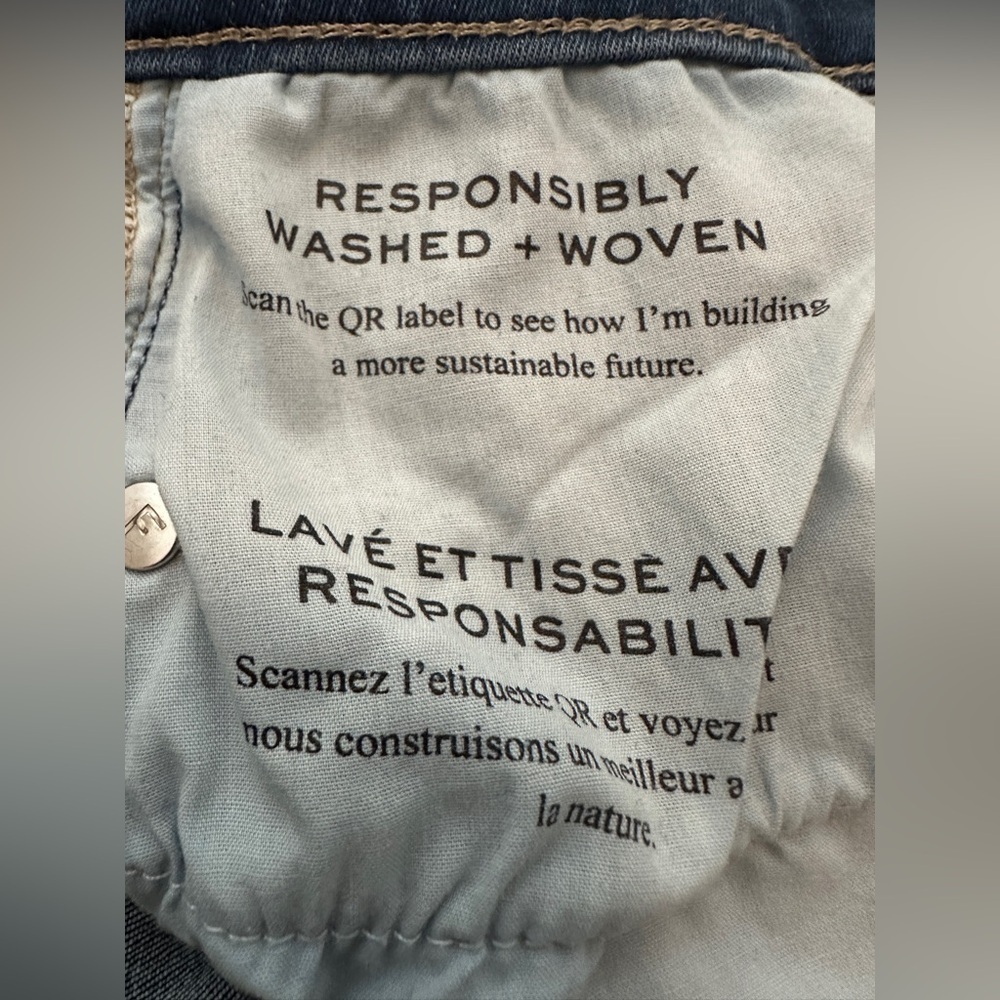 RESPONSIBLY
WASHED + WOVEN
Scan the QR label to see how I'm building
a more sustainable future.
LAVÉ ET TISSÉ
RESPONSABILIT
Scannez l'etiquette QR et voyez
nous construisons un meilleur
la nature.